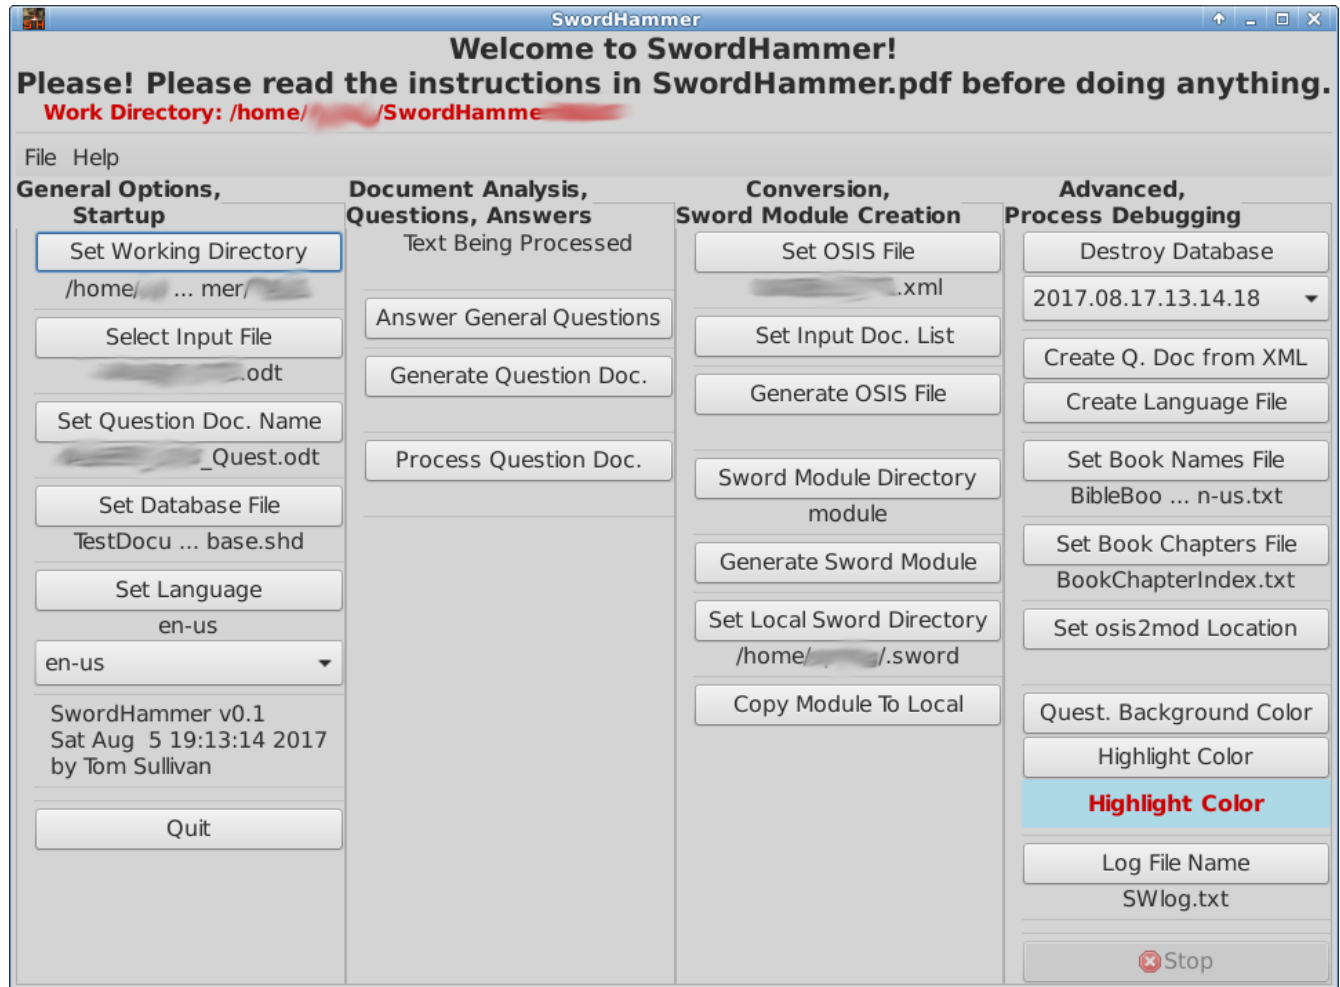 SwordHammer
Welcome to SwordHammer!
Please! Please read the instructions in SwordHammer.pdf before doing anything.
Work Directory: /home/ /SwordHamme
File Help
General Options,
Startup
Set Working Directory
/home/ ... mer/
Select Input File
.odt
Set Question Doc. Name
_Quest.odt
Set Database File
TestDocu ... base.shd
Set Language
en-us
en-us
SwordHammer v0.1
Sat Aug  5 19:13:14 2017
by Tom Sullivan
Quit
Document Analysis,
Questions, Answers
Text Being Processed
Answer General Questions
Generate Question Doc.
Process Question Doc.
Conversion,
Sword Module Creation
Set OSIS File
.xml
Set Input Doc. List
Generate OSIS File
Sword Module Directory
module
Generate Sword Module
Set Local Sword Directory
/home/ /.sword
Copy Module To Local
Advanced,
Process Debugging
Destroy Database
2017.08.17.13.14.18
Create Q. Doc from XML
Create Language File
Set Book Names File
BibleBoo ... n-us.txt
Set Book Chapters File
BookChapterIndex.txt
Set osis2mod Location
Quest. Background Color
Highlight Color
Highlight Color
Log File Name
SWlog.txt
Stop